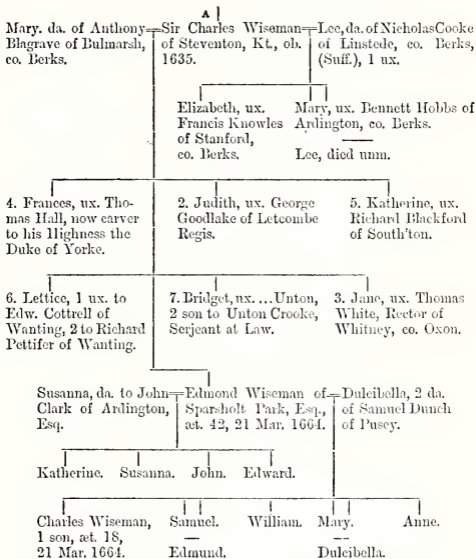 A
Mary. da. of Anthony Blagrave of Bulmarsh, co. Berks.
Sir Charles Wiseman of Steventon, Kt., ob. 1635.
Lee, da. of Nicholas Cooke of Linstede, co. Berks, (Suff.), 1 ux.
Elizabeth, ux. Francis Knowles of Stanford, co. Berks.
Mary, ux. Bennett Hobbs of Ardington, co. Berks.
—
Lee, died unm.
4. Frances, ux. Tho-
mas Hall, now carver
to his Highness the
Duke of Yorke.
2. Judith, ux. George
Goodlake of Letcombe
Regis.
5. Katherine, ux.
Richard Blackford
of South'ton.
6. Lettice, 1 ux. to
Edw. Cottrell of
Wanting, 2 to Richard
Pettifer of Wanting.
7. Bridget, ux. ... Unton,
2 son to Unton Crooke,
Serjeant at Law.
3. Jane, ux. Thomas
White, Rector of
Whitney, co. Oxon.
Susanna, da. to John
Clark of Ardington,
Esq.
Edmond Wiseman of
Sparsholt Park, Esq.,
æt. 42, 21 Mar. 1664.
Dulcibella, 2 da.
of Samuel Dunch
of Pusey.
Katherine. Susanna. John. Edward.
Charles Wiseman,
1 son, æt. 18,
21 Mar. 1664.
Samuel.
—
Edmund.
William.
Mary.
--
Dulcibella.
Anne.